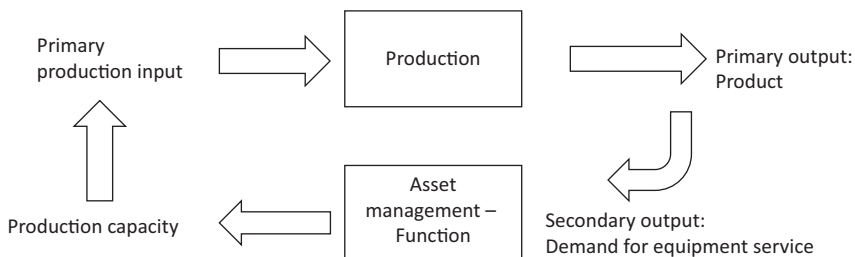 Primary
production input
Production
Primary output:
Product
Production capacity
Asset
management –
Function
Secondary output:
Demand for equipment service